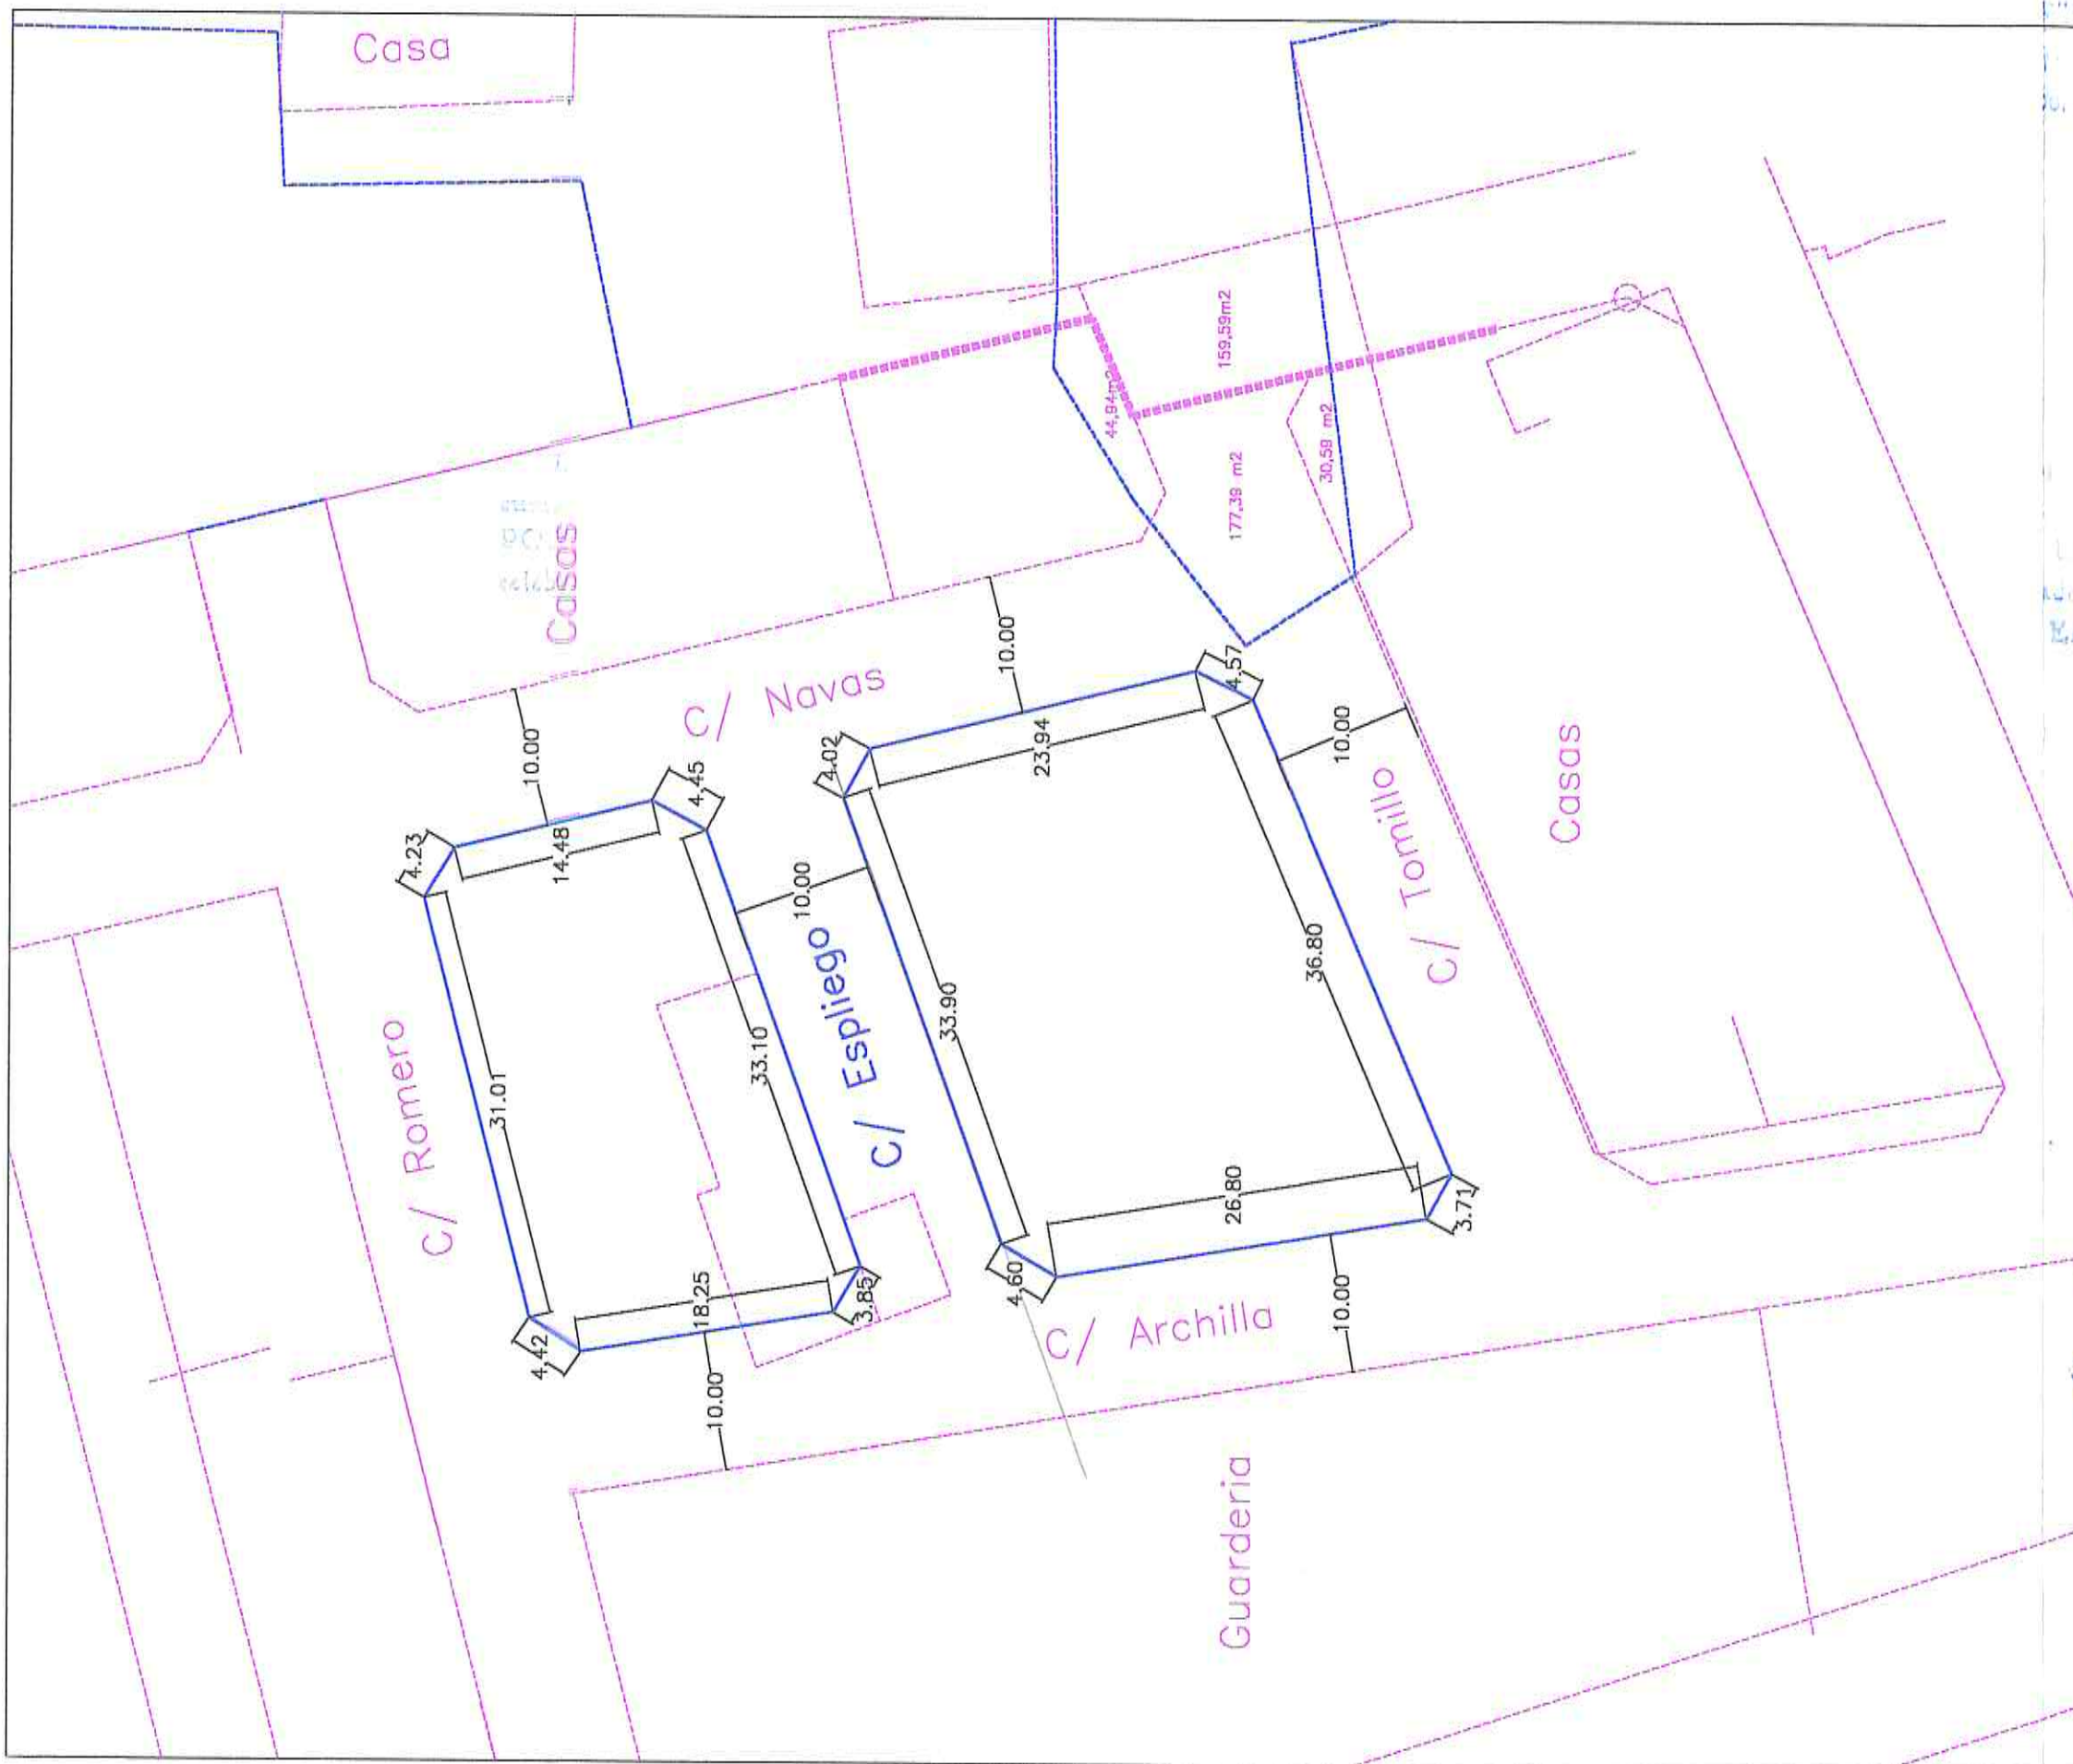 Casa
159,59m2
44,94m2
177,39 m2
30,59 m2
Casas
C/ Navas
10.00
10.00
4.57
4.02
23.94
10.00
4.45
4.23
14.48
10.00
Casas
C/ Tomillo
C/ Espliego
33.90
36.80
C/ Romero
31.01
33.10
26.80
18.25
3.85
4.60
3.71
4.42
C/ Archilla
10.00
10.00
Guarderia